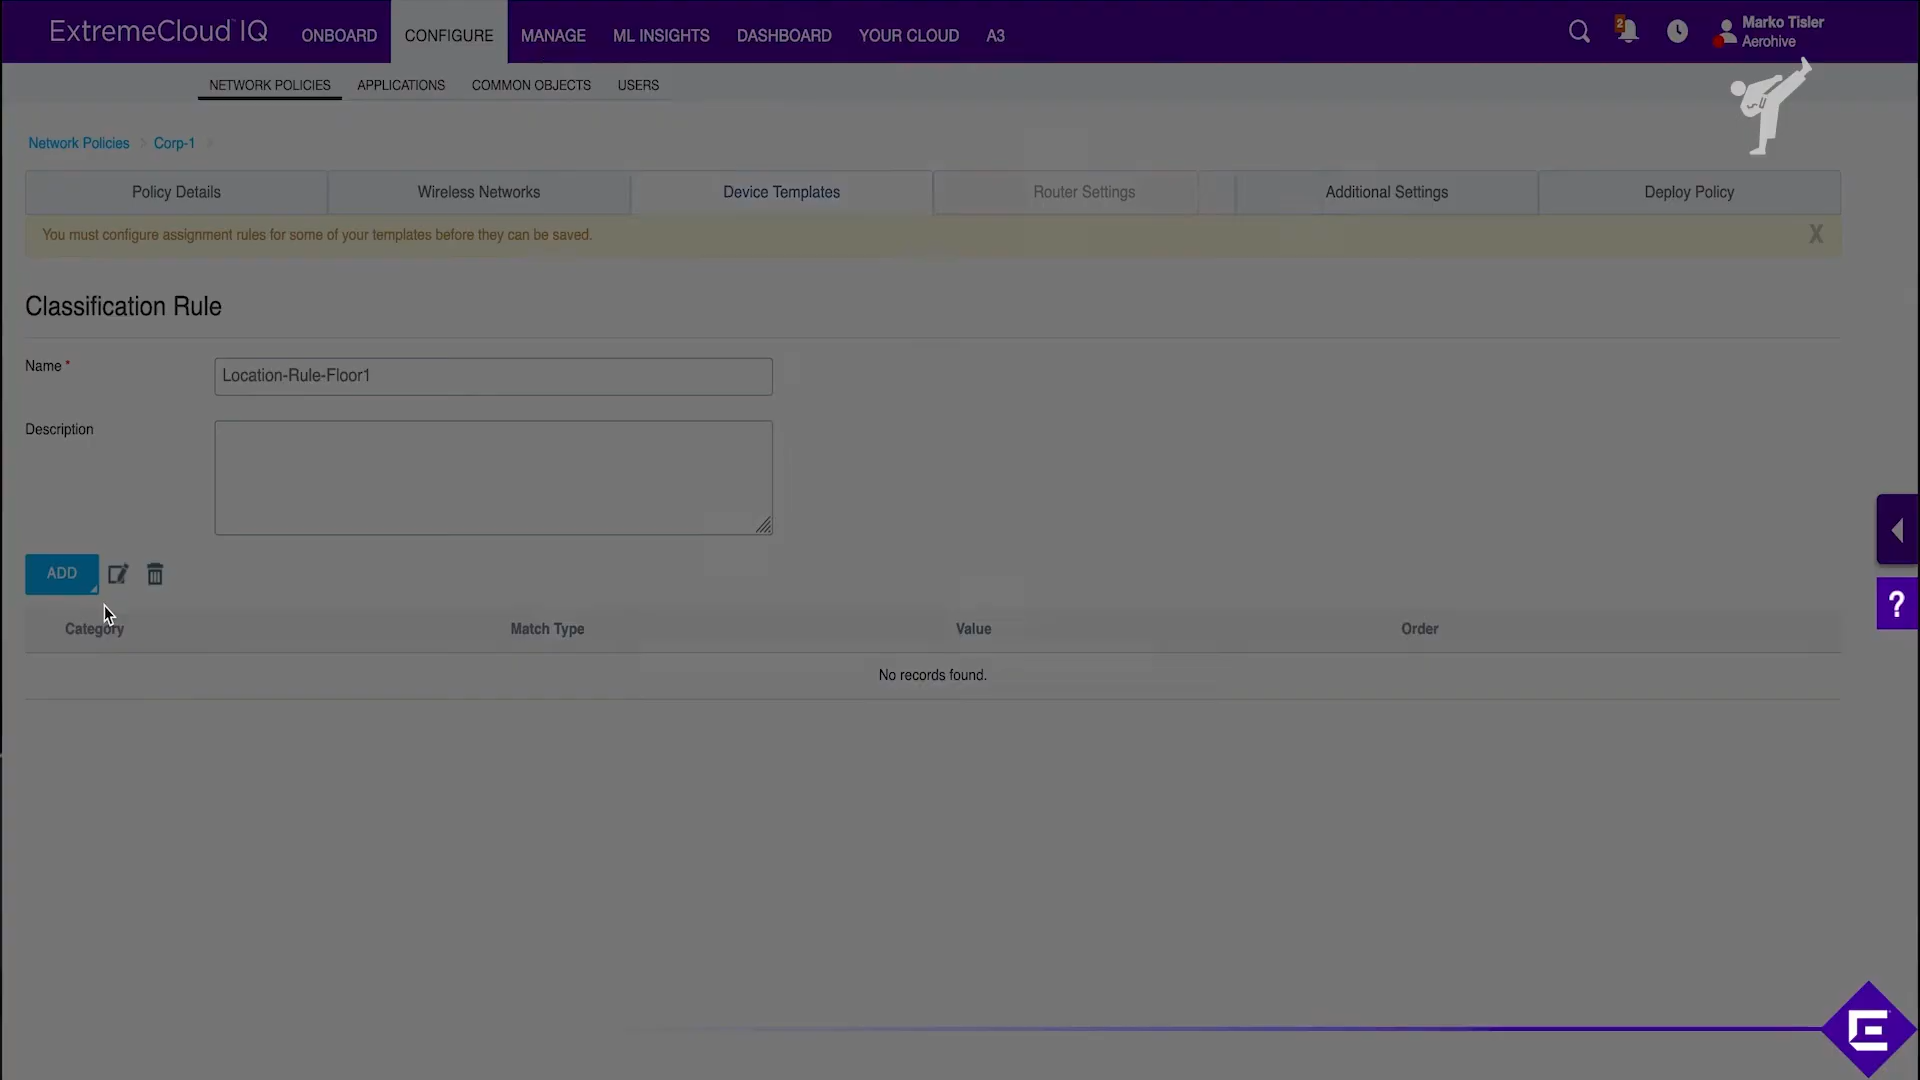 ExtremeCloud IQ
ONBOARD
CONFIGURE
MANAGE
ML INSIGHTS
DASHBOARD
YOUR CLOUD
A3
2
Marko Tisler
Aerohive
NETWORK POLICIES
APPLICATIONS
COMMON OBJECTS
USERS
Network Policies
Corp-1
Policy Details
Wireless Networks
Device Templates
Router Settings
Additional Settings
Deploy Policy
You must configure assignment rules for some of your templates before they can be saved.
X
Classification Rule
Name *
Location-Rule-Floor1
Description
ADD
?
Category
Match Type
Value
Order
No records found.
E